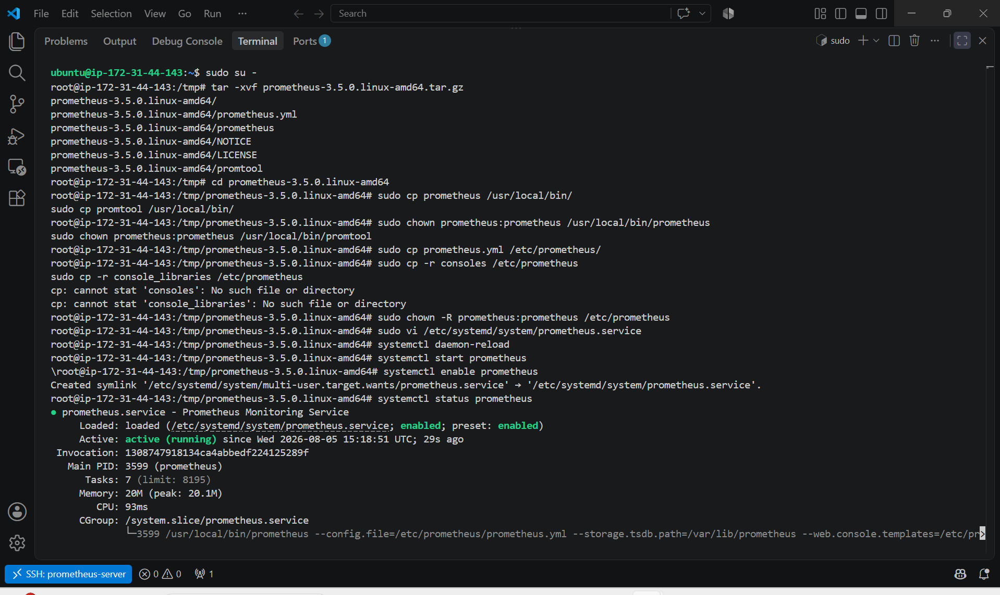 File Edit Selection View Go Run ··· Search
Problems Output Debug Console Terminal Ports 1 sudo
ubuntu@ip-172-31-44-143:~$ sudo su -
root@ip-172-31-44-143:/tmp# tar -xvf prometheus-3.5.0.linux-amd64.tar.gz
prometheus-3.5.0.linux-amd64/
prometheus-3.5.0.linux-amd64/prometheus.yml
prometheus-3.5.0.linux-amd64/prometheus
prometheus-3.5.0.linux-amd64/NOTICE
prometheus-3.5.0.linux-amd64/LICENSE
prometheus-3.5.0.linux-amd64/promtool
root@ip-172-31-44-143:/tmp# cd prometheus-3.5.0.linux-amd64
root@ip-172-31-44-143:/tmp/prometheus-3.5.0.linux-amd64# sudo cp prometheus /usr/local/bin/
sudo cp promtool /usr/local/bin/
root@ip-172-31-44-143:/tmp/prometheus-3.5.0.linux-amd64# sudo chown prometheus:prometheus /usr/local/bin/prometheus
sudo chown prometheus:prometheus /usr/local/bin/promtool
root@ip-172-31-44-143:/tmp/prometheus-3.5.0.linux-amd64# sudo cp prometheus.yml /etc/prometheus/
root@ip-172-31-44-143:/tmp/prometheus-3.5.0.linux-amd64# sudo cp -r consoles /etc/prometheus
sudo cp -r console_libraries /etc/prometheus
cp: cannot stat 'consoles': No such file or directory
cp: cannot stat 'console_libraries': No such file or directory
root@ip-172-31-44-143:/tmp/prometheus-3.5.0.linux-amd64# sudo chown -R prometheus:prometheus /etc/prometheus
root@ip-172-31-44-143:/tmp/prometheus-3.5.0.linux-amd64# sudo vi /etc/systemd/system/prometheus.service
root@ip-172-31-44-143:/tmp/prometheus-3.5.0.linux-amd64# systemctl daemon-reload
root@ip-172-31-44-143:/tmp/prometheus-3.5.0.linux-amd64# systemctl start prometheus
\root@ip-172-31-44-143:/tmp/prometheus-3.5.0.linux-amd64# systemctl enable prometheus
Created symlink '/etc/systemd/system/multi-user.target.wants/prometheus.service' → '/etc/systemd/system/prometheus.service'.
root@ip-172-31-44-143:/tmp/prometheus-3.5.0.linux-amd64# systemctl status prometheus
● prometheus.service - Prometheus Monitoring Service
Loaded: loaded (/etc/systemd/system/prometheus.service; enabled; preset: enabled)
Active: active (running) since Wed 2026-08-05 15:18:51 UTC; 29s ago
Invocation: 1308747918134ca4abbedf224125289f
Main PID: 3599 (prometheus)
Tasks: 7 (limit: 8195)
Memory: 20M (peak: 20.1M)
CPU: 93ms
CGroup: /system.slice/prometheus.service
└─3599 /usr/local/bin/prometheus --config.file=/etc/prometheus/prometheus.yml --storage.tsdb.path=/var/lib/prometheus --web.console.templates=/etc/pr>
SSH: prometheus-server 0 0 1